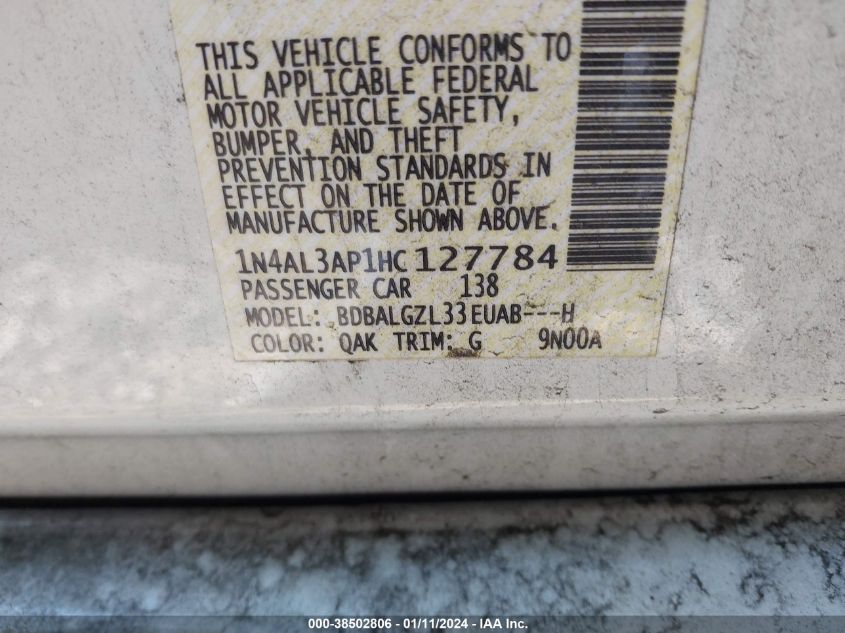 THIS VEHICLE CONFORMS TO
ALL APPLICABLE FEDERAL
MOTOR VEHICLE SAFETY,
BUMPER, AND THEFT
PREVENTION STANDARDS IN
EFFECT ON THE DATE OF
MANUFACTURE SHOWN ABOVE.
1N4AL3AP1HC127784
PASSENGER CAR 138
MODEL: BDBALGZL33EUAB---H
COLOR: QAK TRIM: G 9N00A
000-38502806 - 01/11/2024 - IAA Inc.